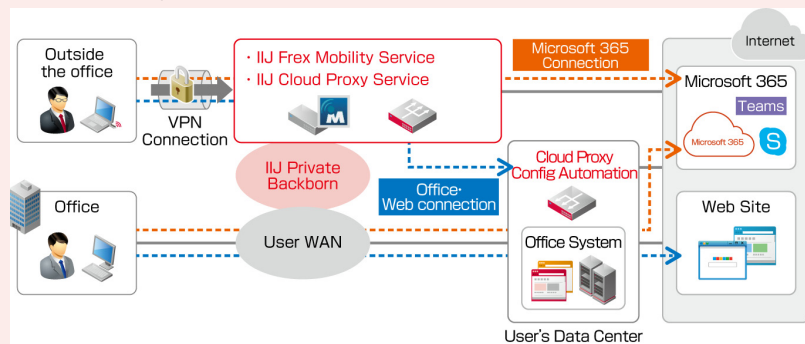 Outside
the office
VPN
Connection
・IIJ Frex Mobility Service
・IIJ Cloud Proxy Service
M
Microsoft 365
Connection
Internet
Microsoft 365
Teams
Microsoft 365
S
IIJ Private
Backborn
Office・
Web connection
Cloud Proxy
Config Automation
Office
User WAN
Office System
Web Site
User's Data Center